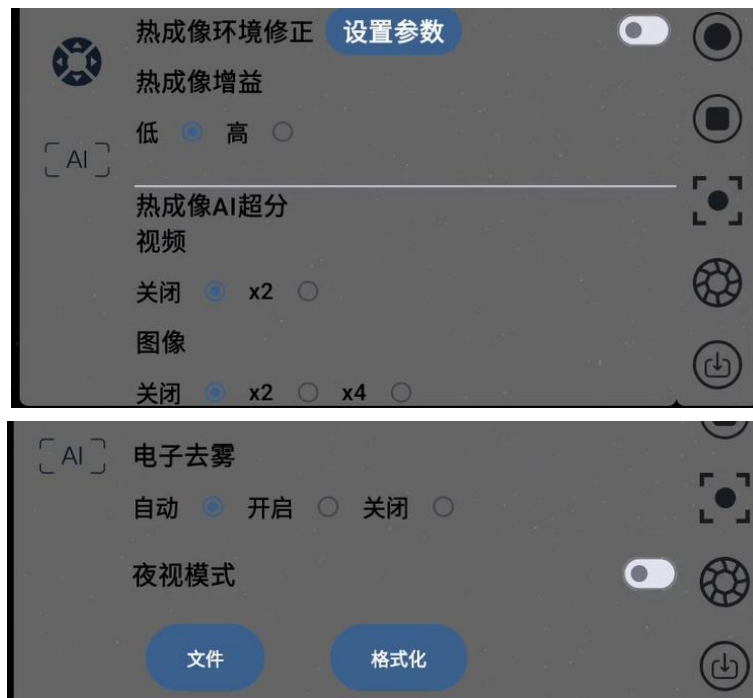 热成像环境修正 设置参数
热成像增益
低 高
AI
热成像AI超分
视频
关闭 x2
图像
关闭 x2 x4
AI 电子去雾
自动 开启 关闭
夜视模式
文件 格式化